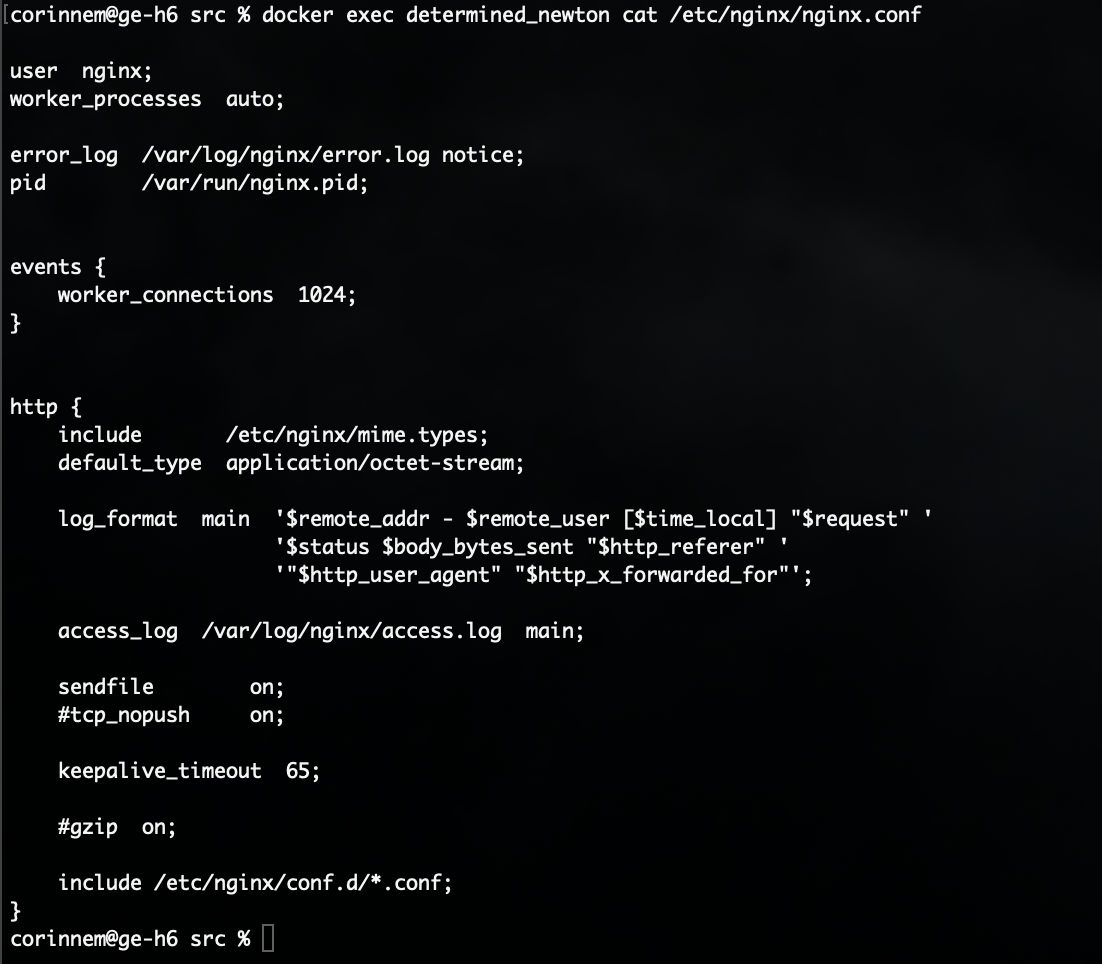 [corinnem@ge-h6 src % docker exec determined_newton cat /etc/nginx/nginx.conf
user  nginx;
worker_processes  auto;
error_log  /var/log/nginx/error.log notice;
pid        /var/run/nginx.pid;
events {
    worker_connections  1024;
}
http {
    include       /etc/nginx/mime.types;
    default_type  application/octet-stream;
    log_format  main  '$remote_addr - $remote_user [$time_local] "$request" '
                      '$status $body_bytes_sent "$http_referer" '
                      '"$http_user_agent" "$http_x_forwarded_for"';
    access_log  /var/log/nginx/access.log  main;
    sendfile        on;
    #tcp_nopush     on;
    keepalive_timeout  65;
    #gzip  on;
    include /etc/nginx/conf.d/*.conf;
}
corinnem@ge-h6 src %